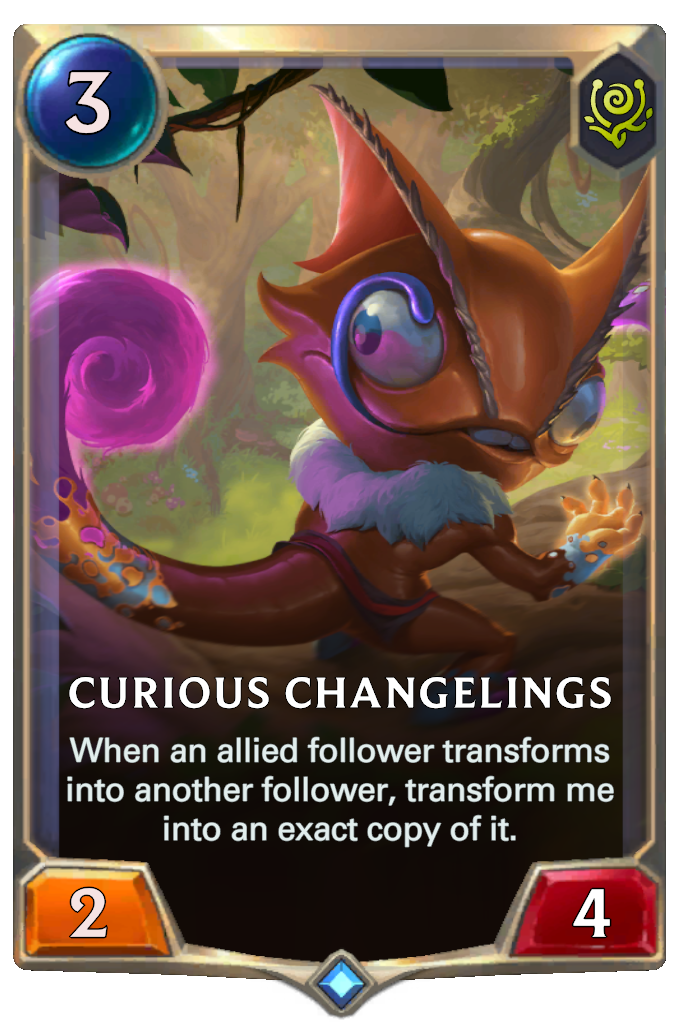 3
CURIOUS CHANGELINGS
When an allied follower transforms
into another follower, transform me
into an exact copy of it.
2
4